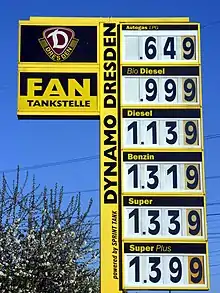 D
DRESDEN
FAN
TANKSTELLE
DYNAMO DRESDEN
powered by SPRINT TANK
Autogas LPG
.649
Bio Diesel
.999
Diesel
1.139
Benzin
1.319
Super
1.339
Super Plus
1.399